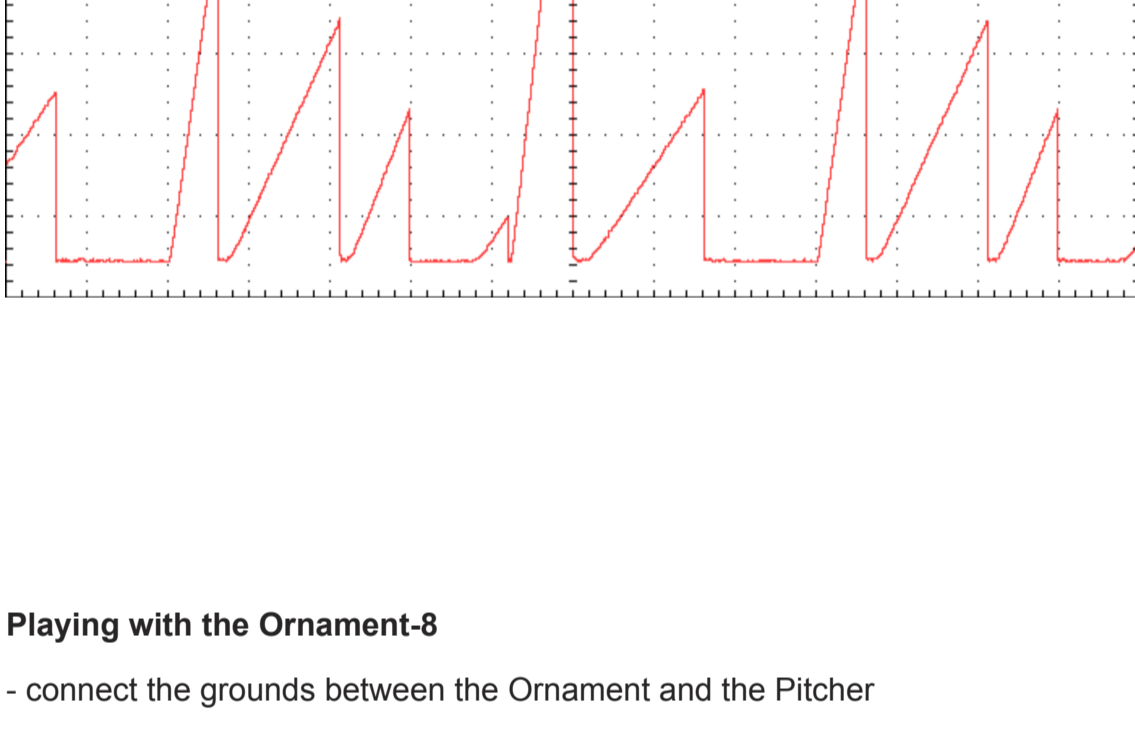 Playing with the Ornament-8
- connect the grounds between the Ornament and the Pitcher